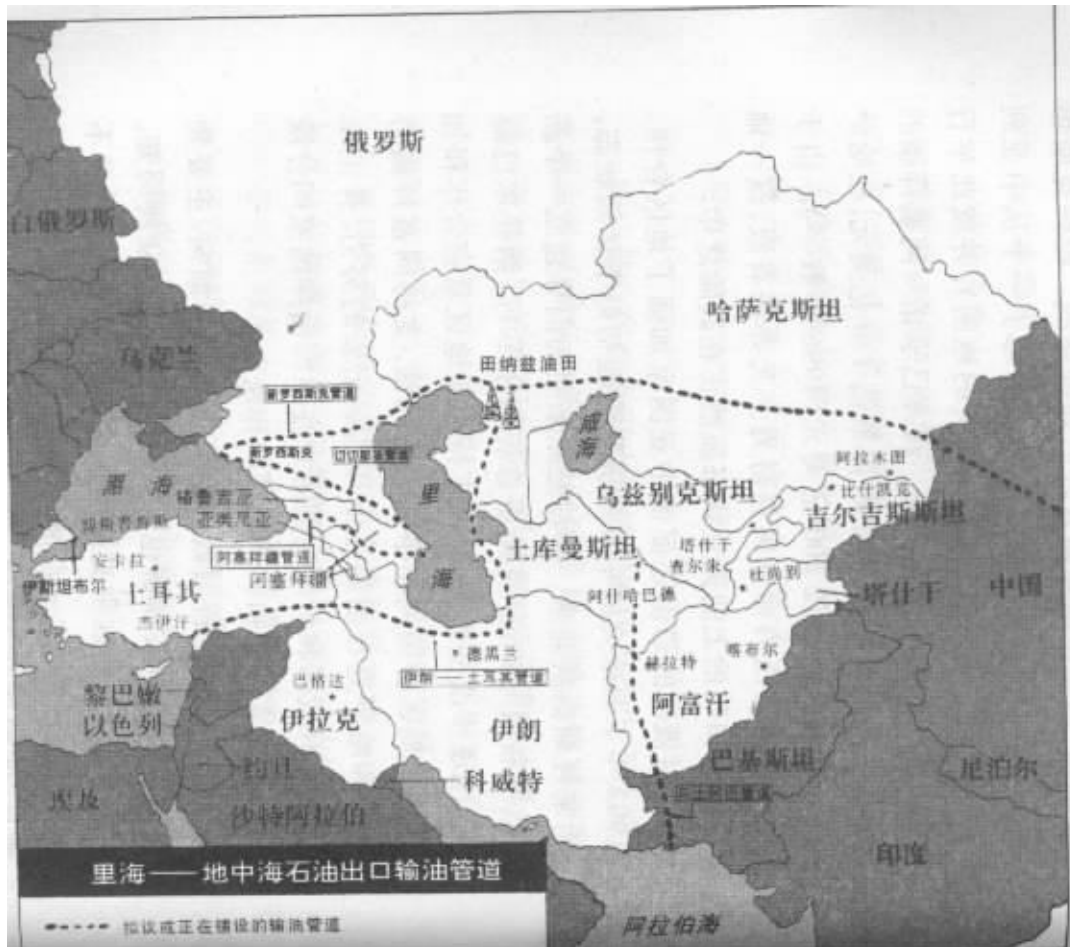 俄罗斯
白俄罗斯
哈萨克斯坦
乌克兰
田纳兹油田
新罗西斯克管道
咸海
新罗西斯克
阿拉木图
黑海
里海
比什凯克
乌兹别克斯坦
亚美尼亚
吉尔吉斯斯坦
土库曼斯坦
塔什干
阿塞拜疆管道
查尔朱
安卡拉
杜尚别
阿塞拜疆
伊斯坦布尔
土耳其
阿什哈巴德
塔什干
中国
杰伊汗
德黑兰
赫拉特
喀布尔
伊朗——土耳其管道
巴格达
黎巴嫩
以色列
伊拉克
伊朗
阿富汗
巴基斯坦
尼泊尔
约旦
科威特
埃及
沙特阿拉伯
印度
里海——地中海石油出口输油管道
拟议或正在铺设的输油管道
阿拉伯海